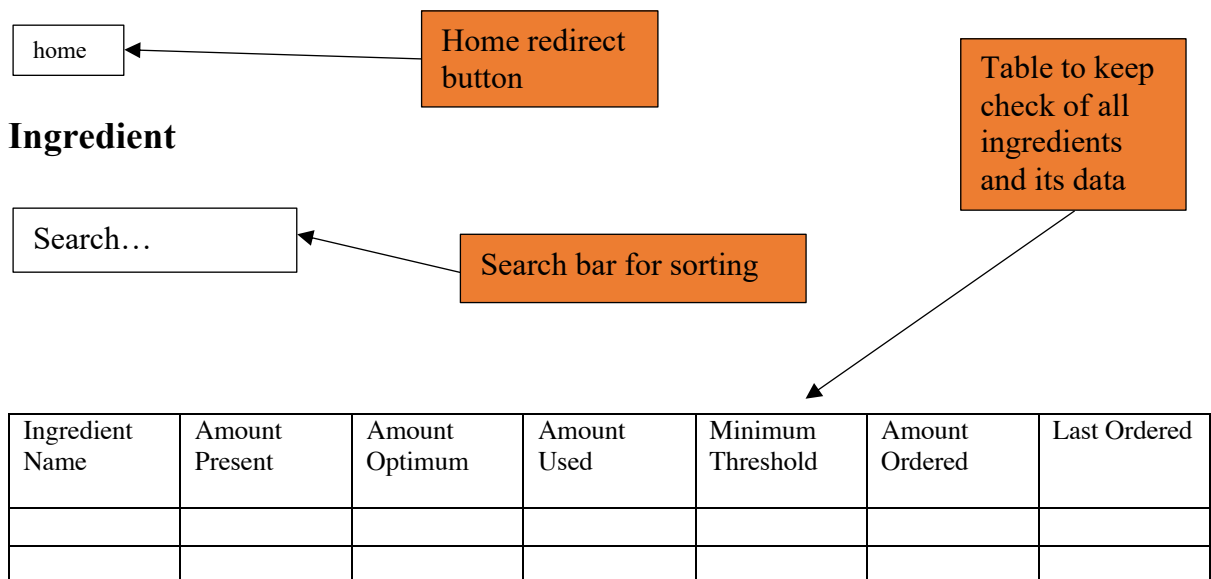 home
Home redirect
button
Table to keep
check of all
ingredients
and its data
Ingredient
Search…
Search bar for sorting
Ingredient
Name
Amount
Present
Amount
Optimum
Amount
Used
Minimum
Threshold
Amount
Ordered
Last Ordered